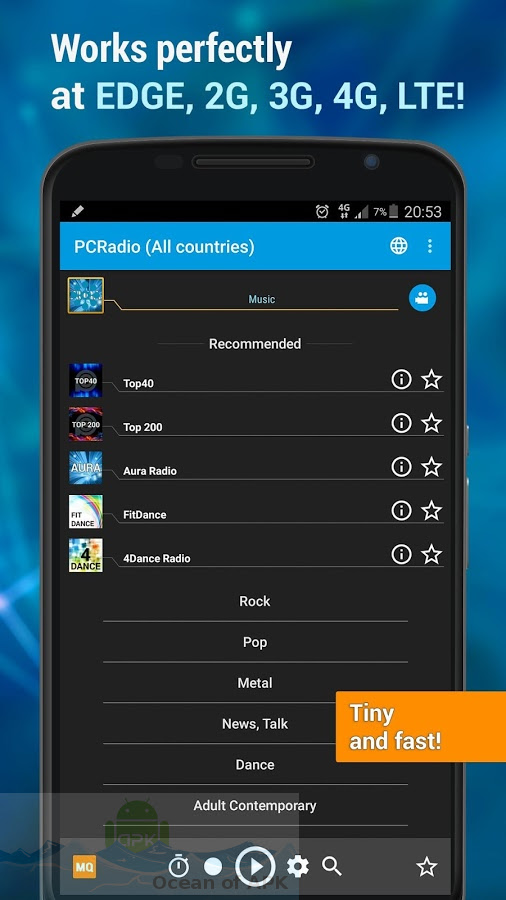 Works perfectly
at EDGE, 2G, 3G, 4G, LTE!
4G 7% 20:53
PCRadio (All countries)
Music
Recommended
TOP40 Top40
TOP 200 Top 200
AURA Aura Radio
FIT
DANCE
FitDance
4
DANCE
4Dance Radio
Rock
Pop
Metal
News, Talk
Tiny
and fast!
Dance
Adult Contemporary
APK
MQ
Ocean of APK